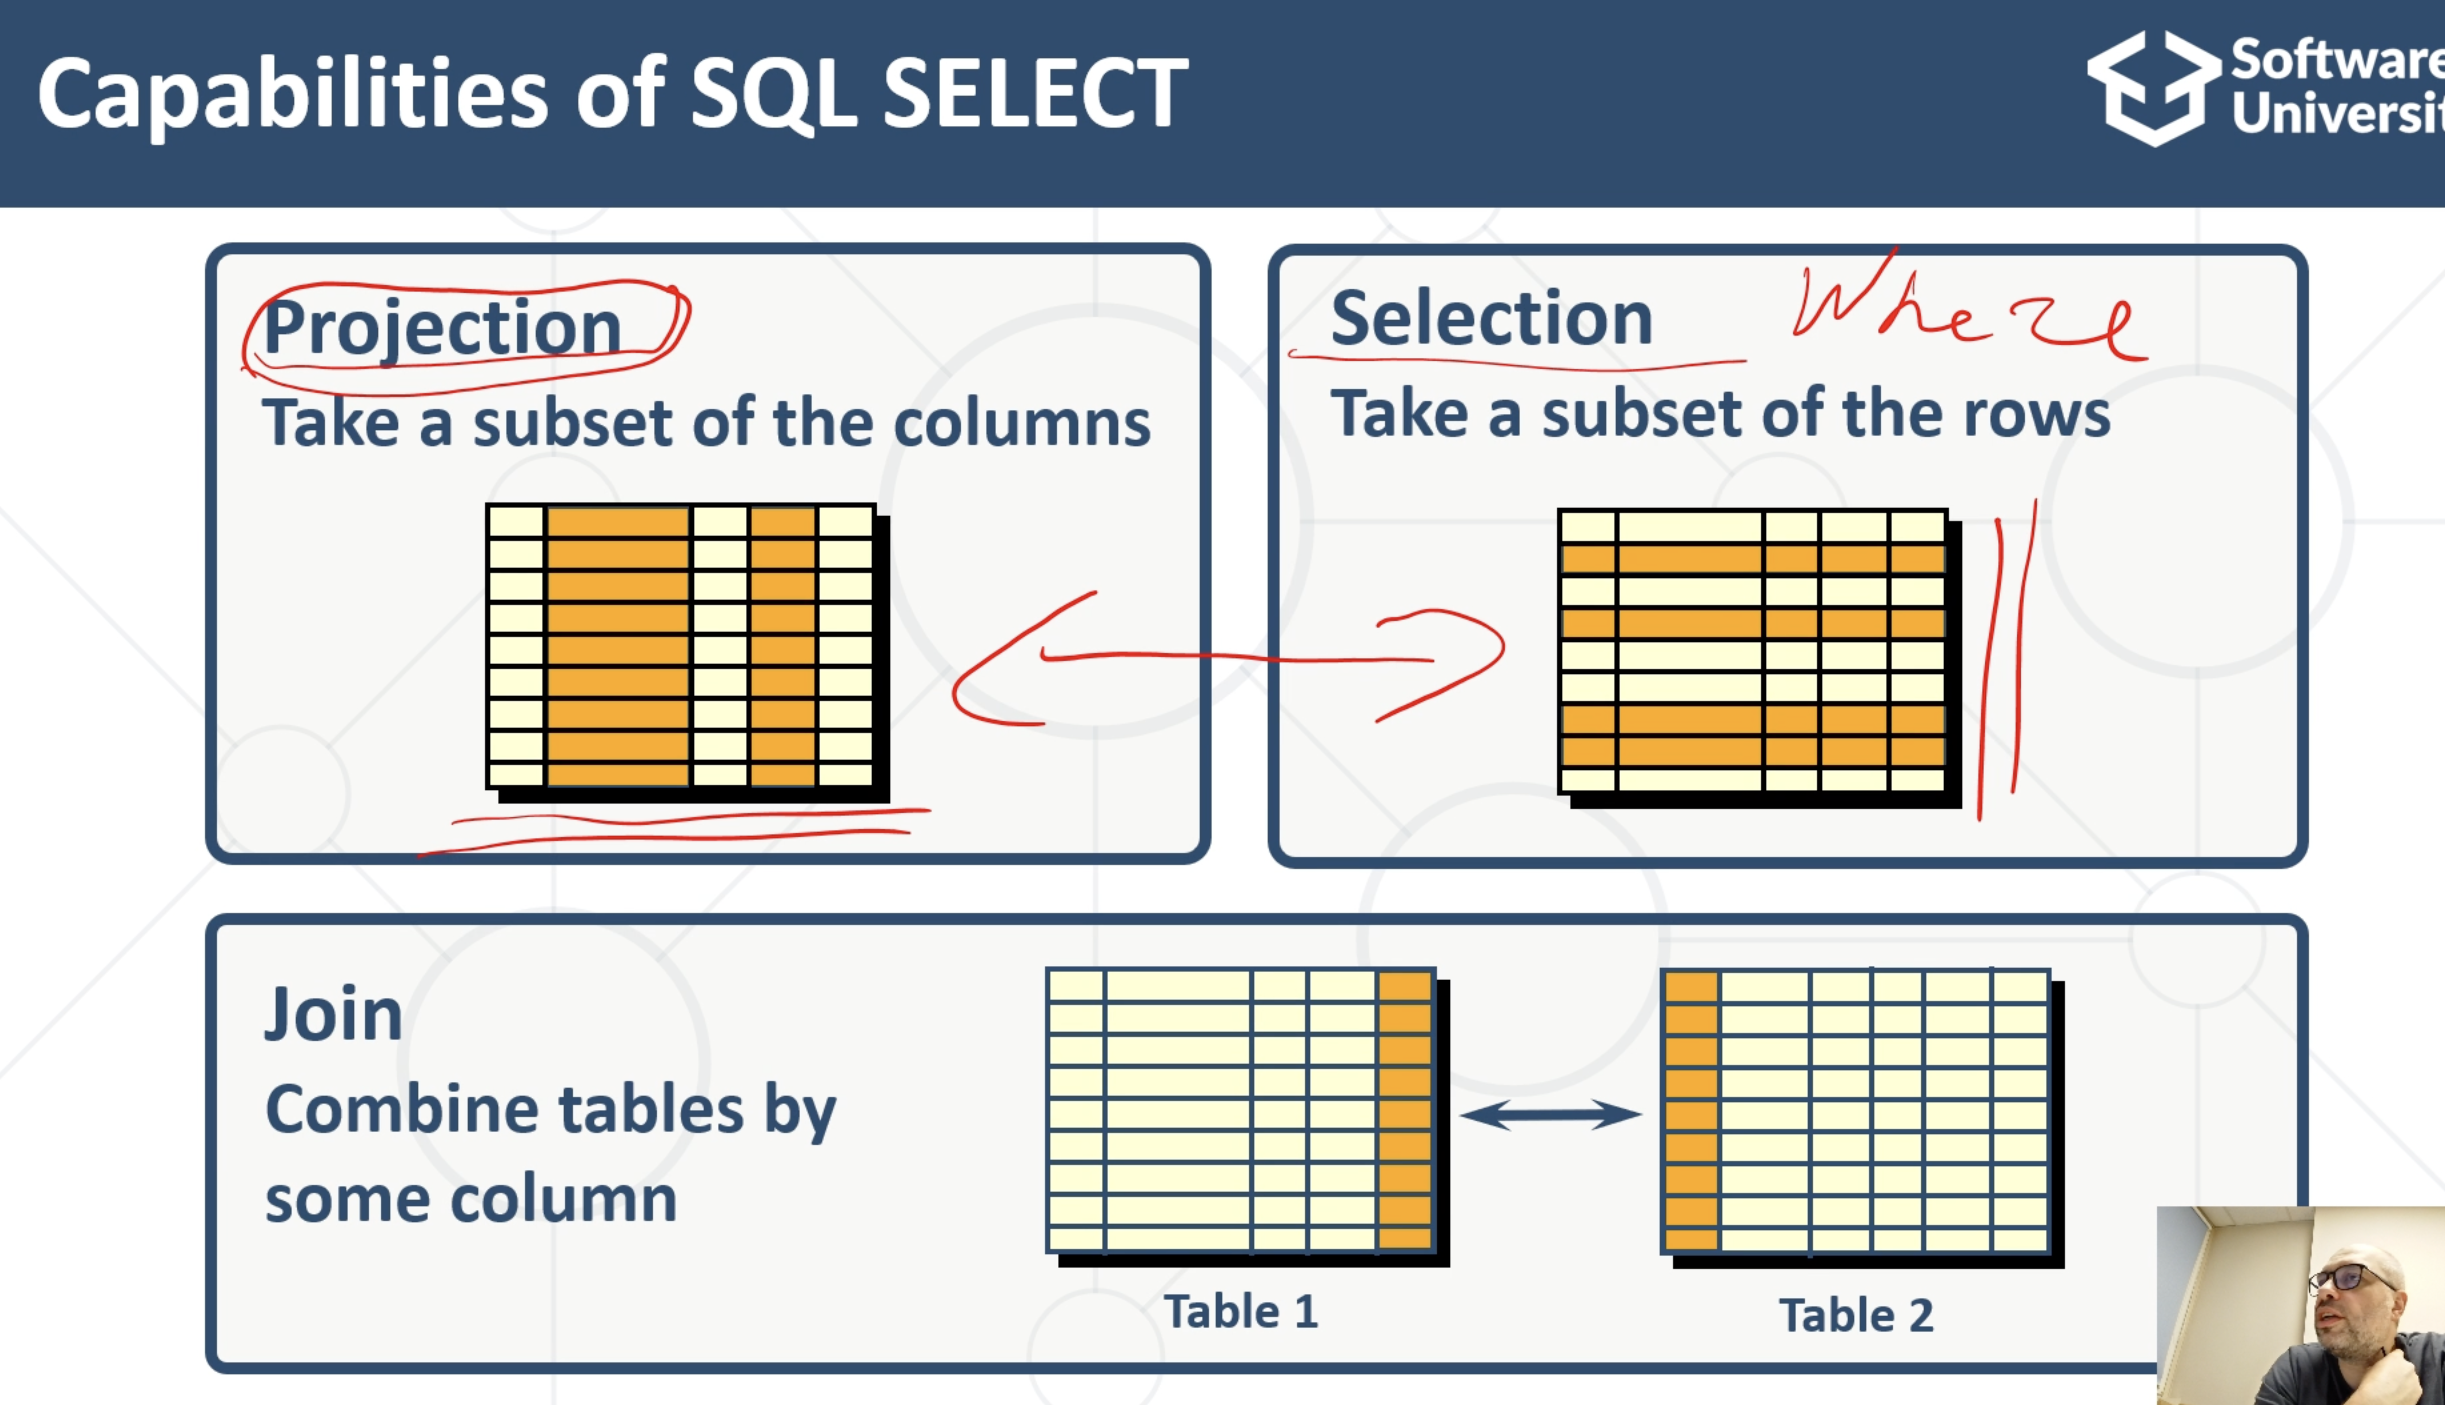 Capabilities of SQL SELECT
Software
Universit
Projection
Take a subset of the columns
Selection
Where
Take a subset of the rows
Join
Combine tables by
some column
Table 1
Table 2